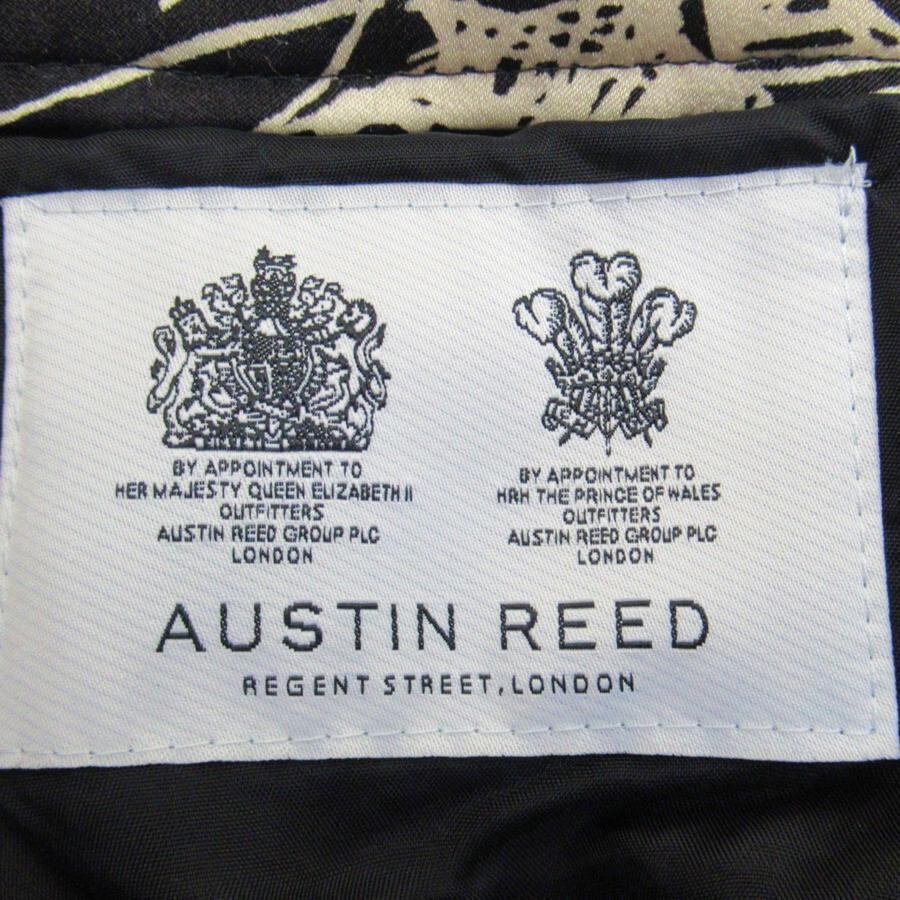 BY APPOINTMENT TO
HER MAJESTY QUEEN ELIZABETH II
OUTFITTERS
AUSTIN REED GROUP PLC
LONDON
BY APPOINTMENT TO
HRH THE PRINCE OF WALES
OUTFITTERS
AUSTIN REED GROUP PLC
LONDON
AUSTIN REED
REGENT STREET, LONDON